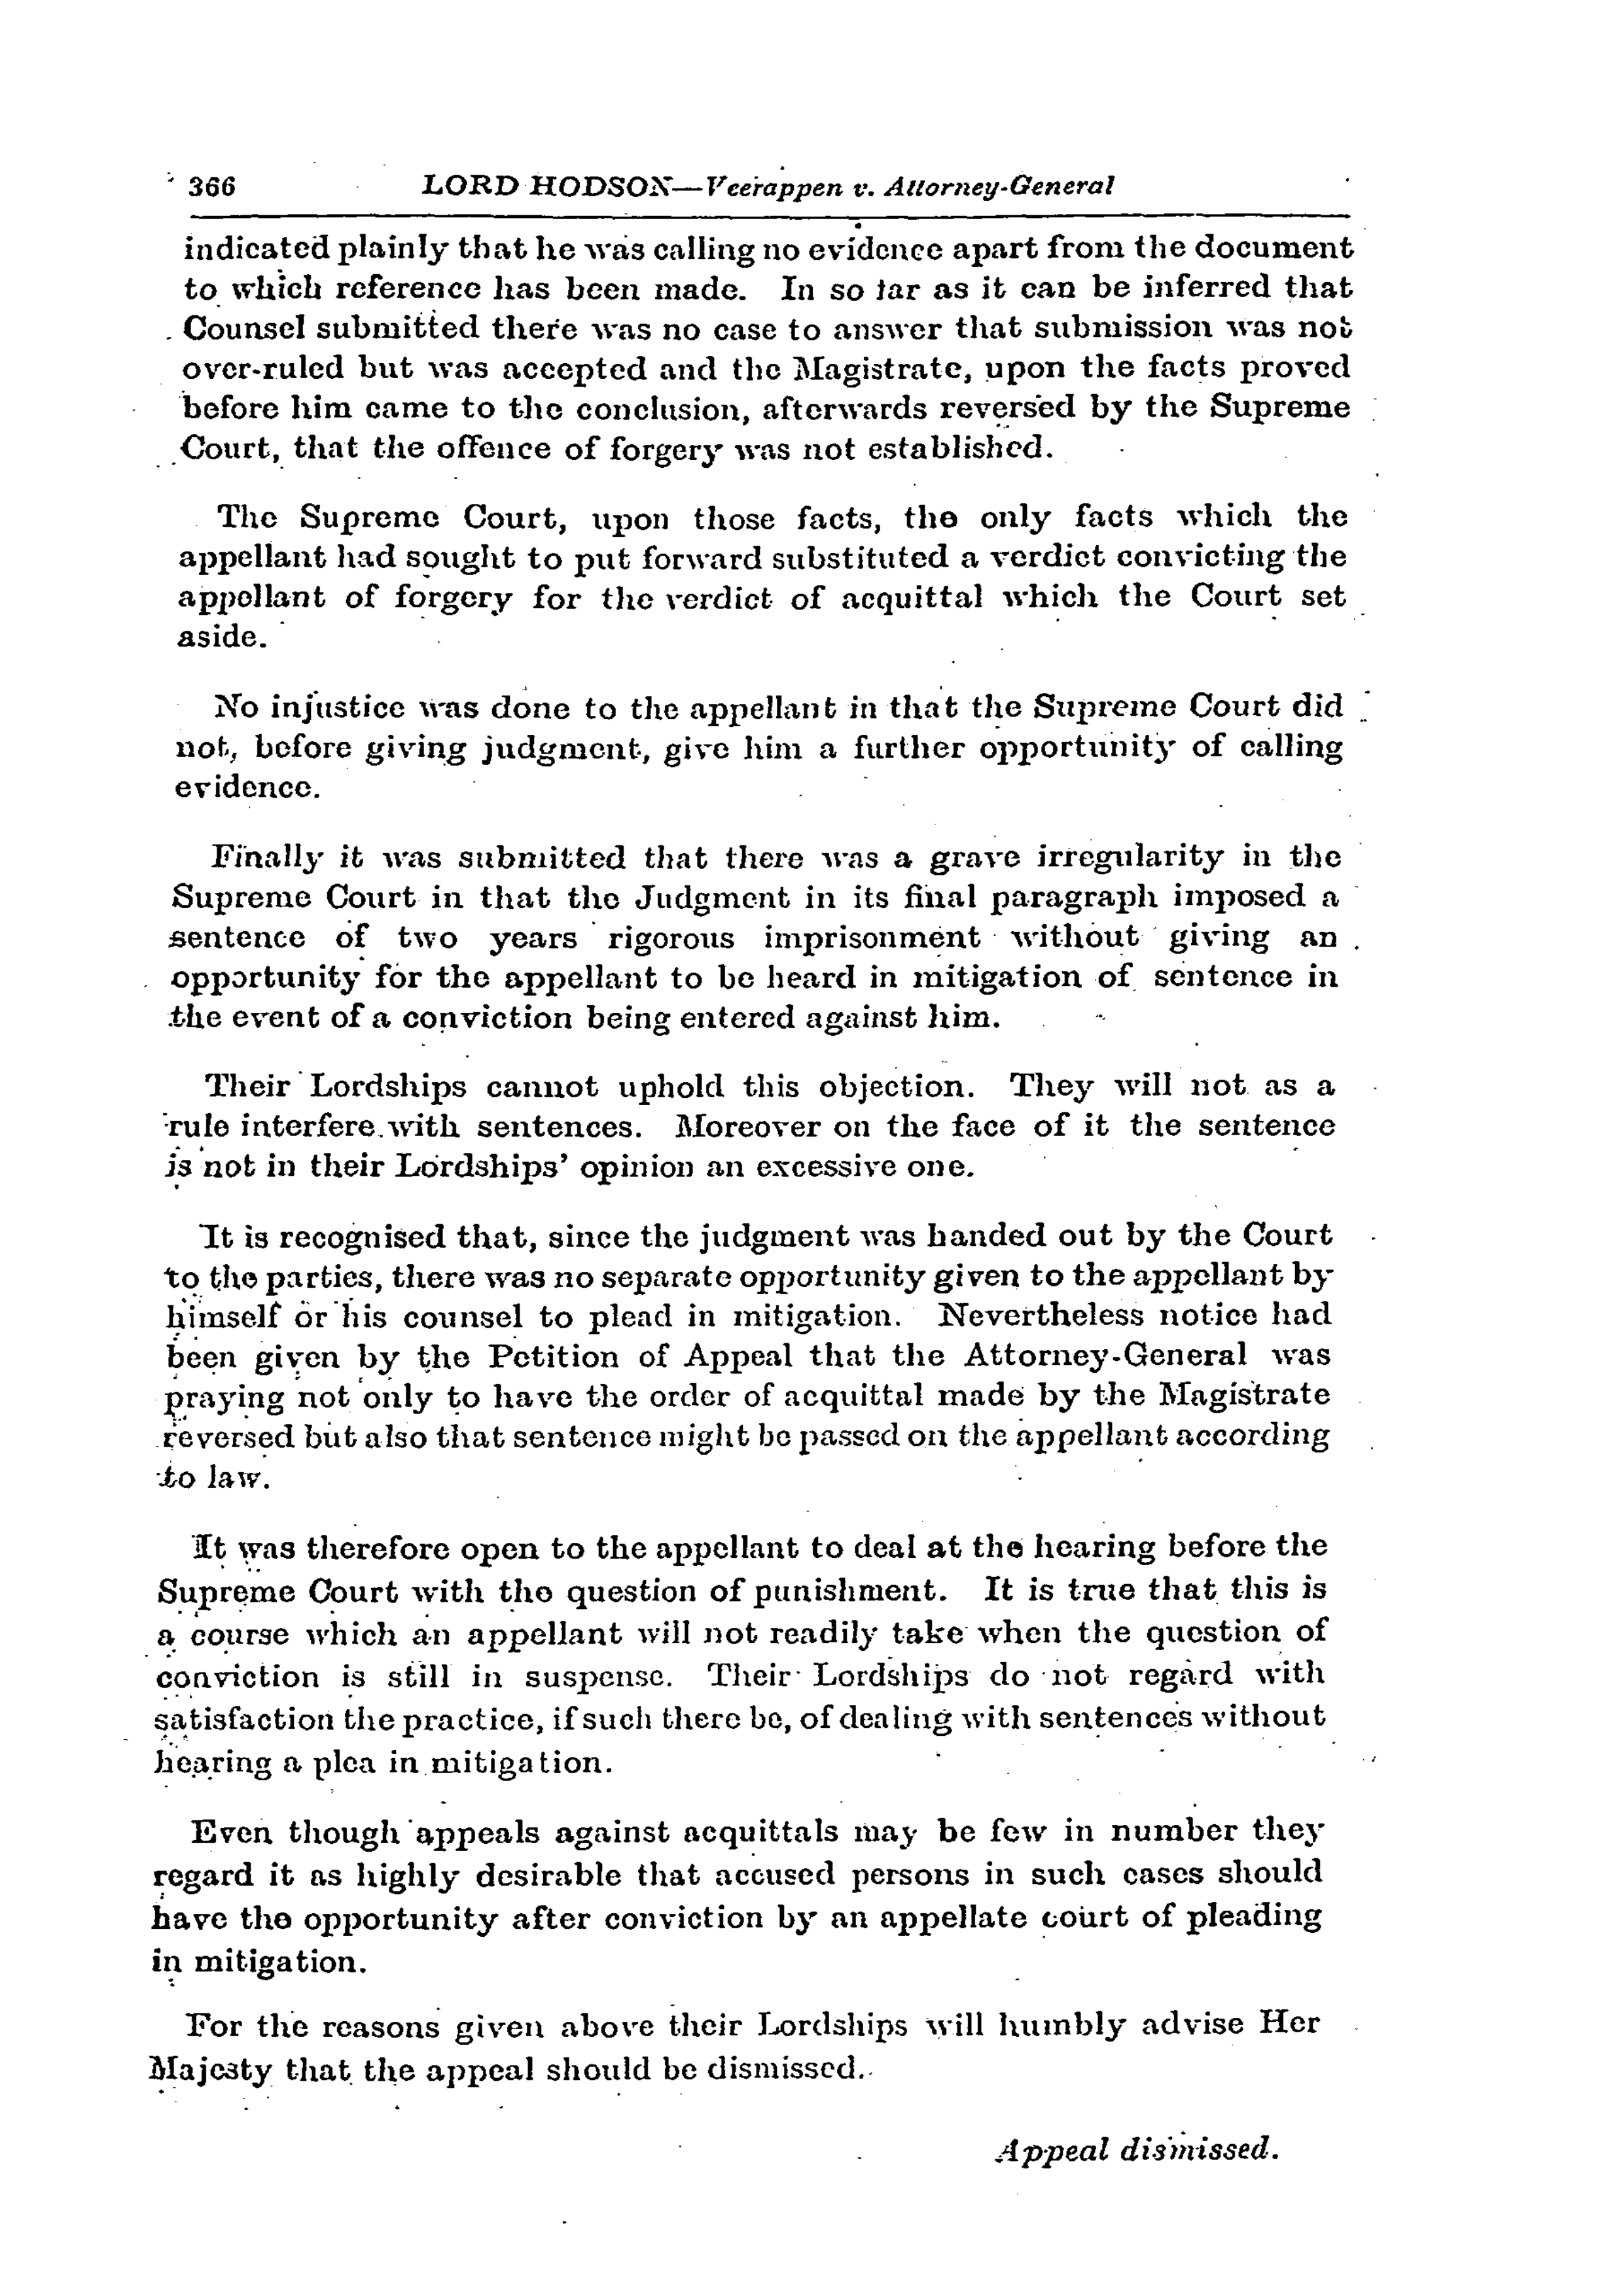 366 LORD HODSON—Veerappen v. Attorney-General
indicated plainly that he was calling no evidence apart from the document
to which reference has been made. In so far as it can be inferred that
Counsel submitted there was no case to answer that submission was not
over-ruled but was accepted and the Magistrate, upon the facts proved
before him came to the conclusion, afterwards reversed by the Supreme
Court, that the offence of forgery was not established.
The Supreme Court, upon those facts, the only facts which the
appellant had sought to put forward substituted a verdict convicting the
appellant of forgery for the verdict of acquittal which the Court set
aside.
No injustice was done to the appellant in that the Supreme Court did
not, before giving judgment, give him a further opportunity of calling
evidence.
Finally it was submitted that there was a grave irregularity in the
Supreme Court in that the Judgment in its final paragraph imposed a
sentence of two years rigorous imprisonment without giving an
opportunity for the appellant to be heard in mitigation of sentence in
the event of a conviction being entered against him.
Their Lordships cannot uphold this objection. They will not as a
rule interfere with sentences. Moreover on the face of it the sentence
is not in their Lordships' opinion an excessive one.
It is recognised that, since the judgment was handed out by the Court
to the parties, there was no separate opportunity given to the appellant by
himself or his counsel to plead in mitigation. Nevertheless notice had
been given by the Petition of Appeal that the Attorney-General was
praying not only to have the order of acquittal made by the Magistrate
reversed but also that sentence might be passed on the appellant according
to law.
It was therefore open to the appellant to deal at the hearing before the
Supreme Court with the question of punishment. It is true that this is
a course which an appellant will not readily take when the question of
conviction is still in suspense. Their Lordships do not regard with
satisfaction the practice, if such there be, of dealing with sentences without
hearing a plea in mitigation.
Even though appeals against acquittals may be few in number they
regard it as highly desirable that accused persons in such cases should
have the opportunity after conviction by an appellate court of pleading
in mitigation.
For the reasons given above their Lordships will humbly advise Her
Majesty that the appeal should be dismissed.
Appeal dismissed.